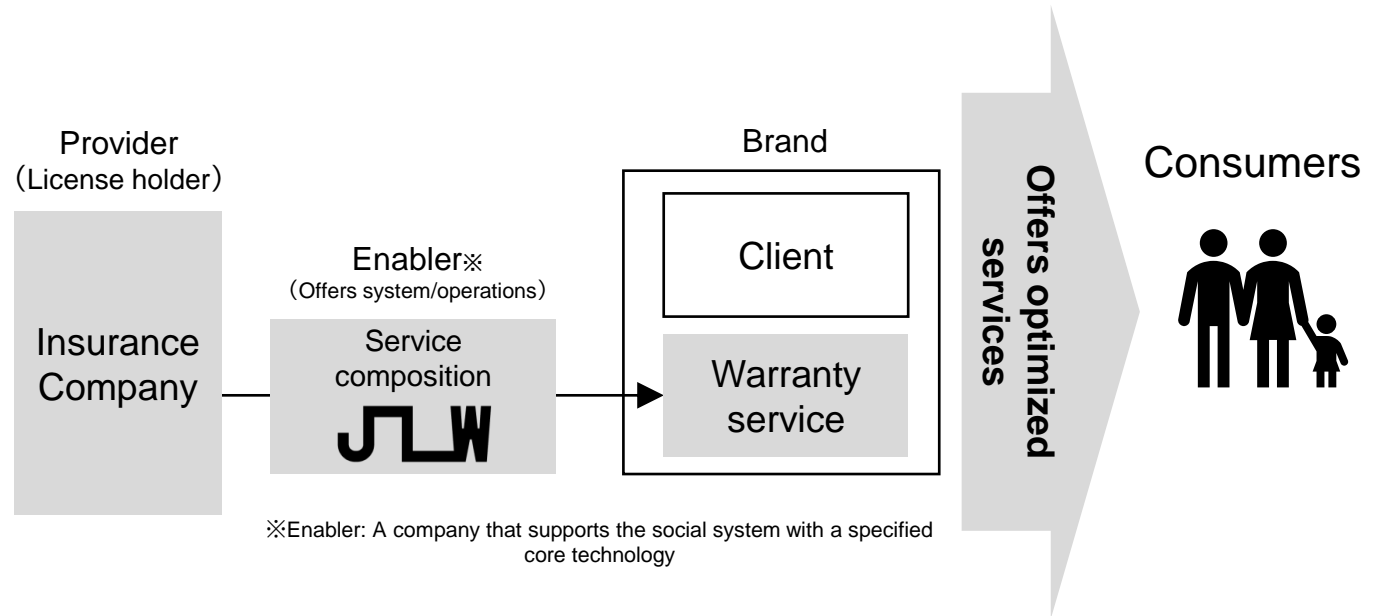 Provider
（License holder）
Insurance
Company
Enabler※
（Offers system/operations）
Service
composition
JW
Brand
Client
Warranty
service
Offers optimized
services
Consumers
※Enabler: A company that supports the social system with a specified
core technology